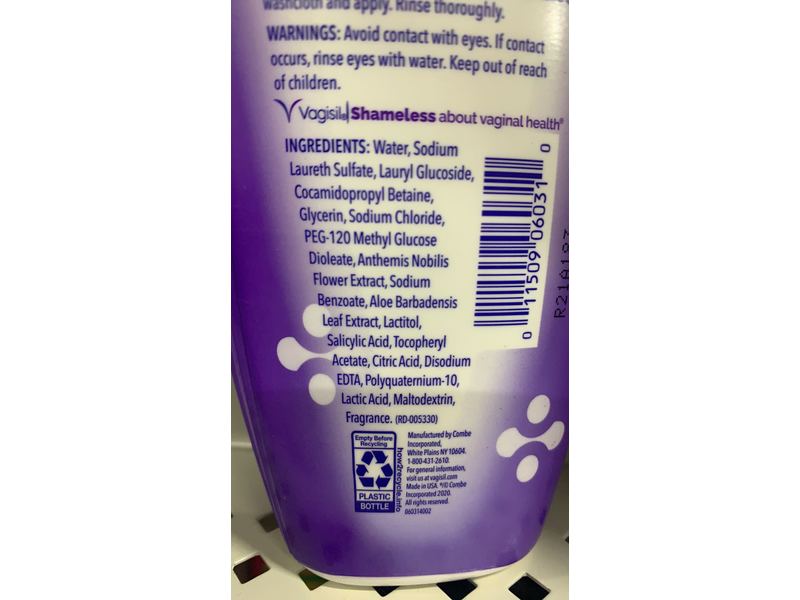 washcloth and apply. Rinse thoroughly.
WARNINGS: Avoid contact with eyes. If contact
occurs, rinse eyes with water. Keep out of reach
of children.
Vagisil® | Shameless about vaginal health®
INGREDIENTS: Water, Sodium
Laureth Sulfate, Lauryl Glucoside,
Cocamidopropyl Betaine,
Glycerin, Sodium Chloride,
PEG-120 Methyl Glucose
Dioleate, Anthemis Nobilis
Flower Extract, Sodium
Benzoate, Aloe Barbadensis
Leaf Extract, Lactitol,
Salicylic Acid, Tocopheryl
Acetate, Citric Acid, Disodium
EDTA, Polyquaternium-10,
Lactic Acid, Maltodextrin,
Fragrance. (RD-005330)
0 11509 06031 0
Empty Before
Recycling
PLASTIC
BOTTLE
how2recycle.info
Manufactured by Combe
Incorporated,
White Plains NY 10604.
1-800-431-2610.
For general information,
visit us at vagisil.com
Made in USA. ®/© Combe
Incorporated 2020.
All rights reserved.
060314002